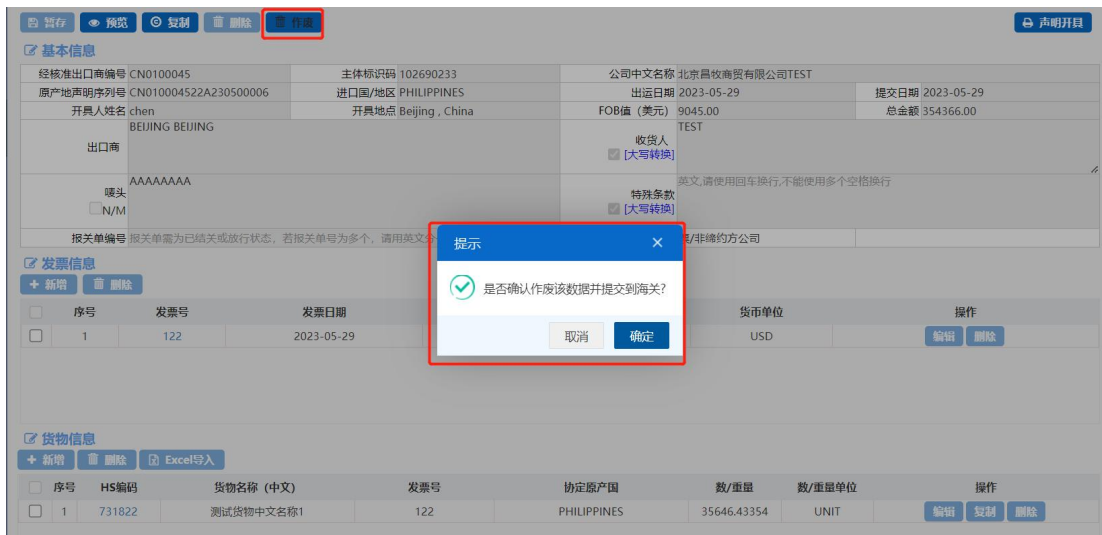 暂存 预览 复制 删除 作废 声明开具
基本信息
经核准出口商编号 CN0100045 主体标识码 102690233 公司中文名称 北京昌牧商贸有限公司TEST
原产地声明序列号 CN010004522A230500006 进口国/地区 PHILIPPINES 出运日期 2023-05-29 提交日期 2023-05-29
开具人姓名 chen 开具地点 Beijing , China FOB值（美元） 9045.00 总金额 354366.00
出口商 BEIJING BEIJING 收货人 [大写转换] TEST
唛头 N/M AAAAAAAA 特殊条款 [大写转换] 英文,请使用回车换行,不能使用多个空格换行
报关单编号 报关单需为已结关或放行状态，若报关单号为多个，请用英文 /非缔约方公司
提示 ×
是否确认作废该数据并提交到海关?
取消 确定
发票信息
+ 新增 删除
序号 发票号 发票日期 货币单位 操作
1 122 2023-05-29 USD 编辑 删除
货物信息
+ 新增 删除 Excel导入
序号 HS编码 货物名称（中文） 发票号 协定原产国 数/重量 数/重量单位 操作
1 731822 测试货物中文名称1 122 PHILIPPINES 35646.43354 UNIT 编辑 复制 删除